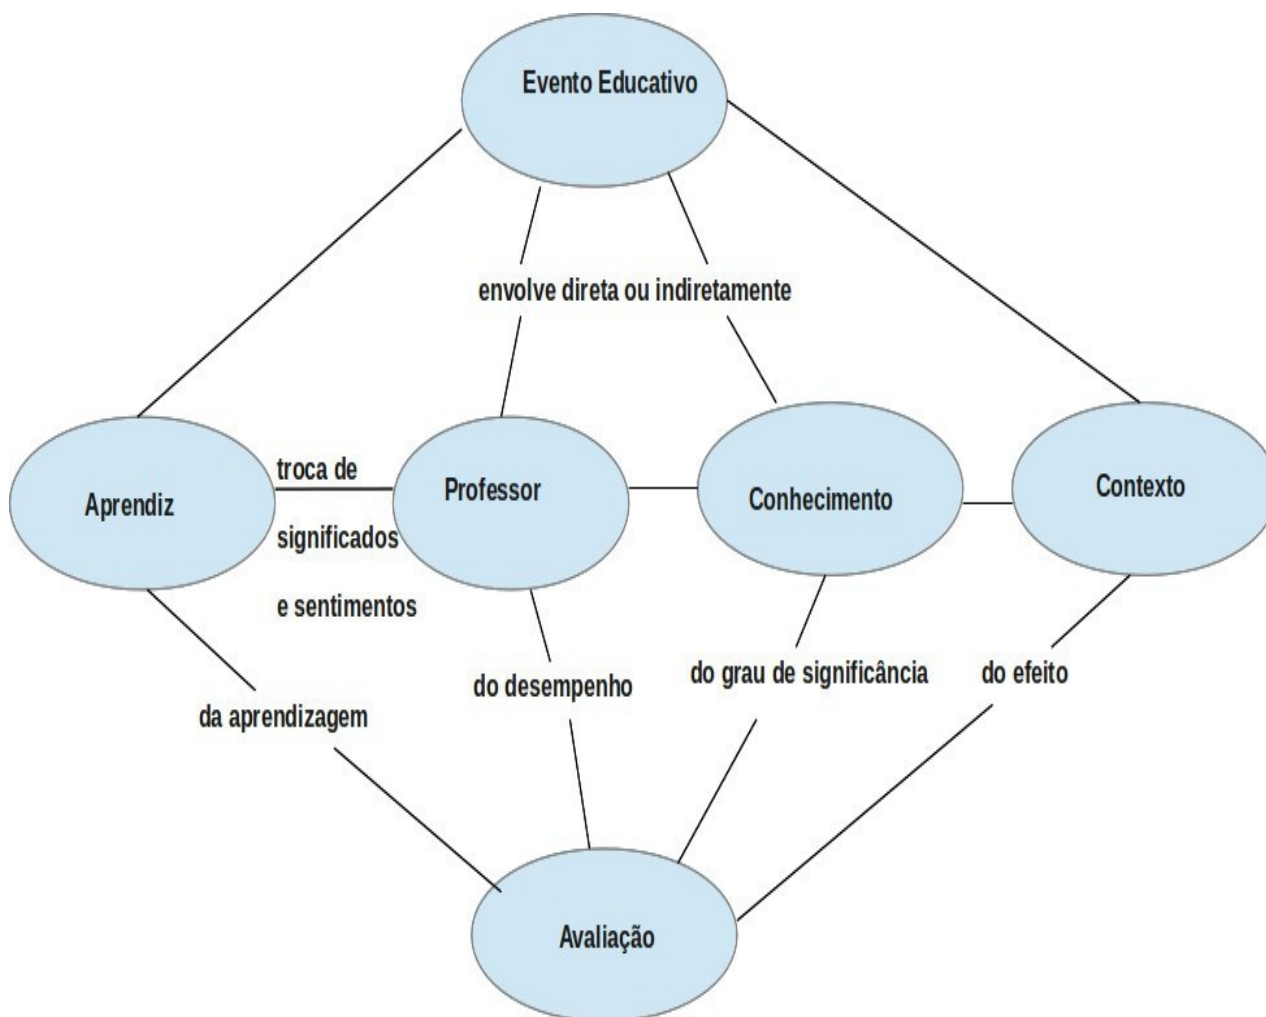 Evento Educativo
envolve direta ou indiretamente
Aprendiz
troca de
significados
e sentimentos
Professor
Conhecimento
Contexto
da aprendizagem
do desempenho
do grau de significância
do efeito
Avaliação